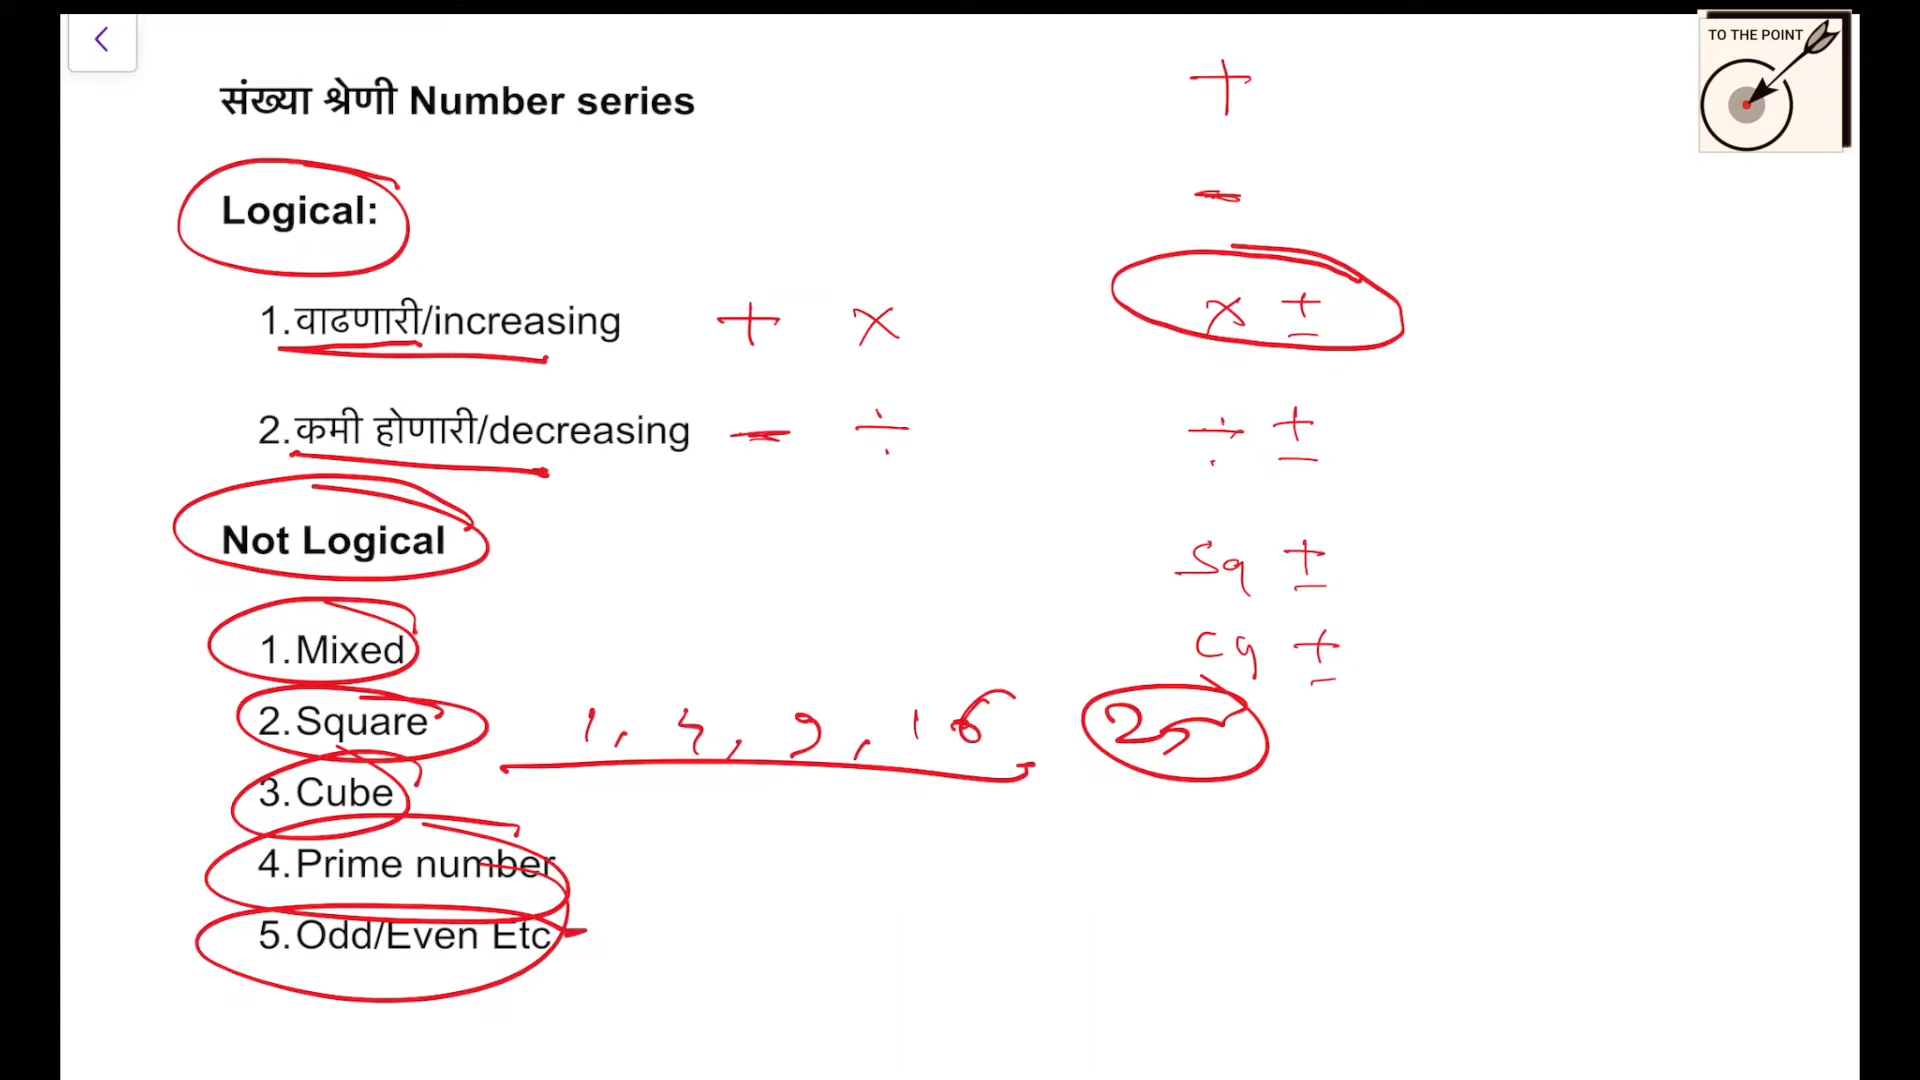 TO THE POINT
संख्या श्रेणी Number series
+
-
Logical:
× ±
1. वाढणारी/increasing + ×
2. कमी होणारी/decreasing - ÷ ÷ ±
Not Logical
Sq ±
1. Mixed Cq ±
2. Square 1, 4, 9, 16 25
3. Cube
4. Prime number
5. Odd/Even Etc